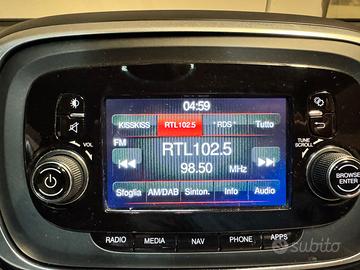 04:59
KISSKISS RTL102.5 "RDS" Tutto
FM
RTL102.5
98.50 MHz
Sfoglia AM/DAB Sinton. Info Audio
VOL
TUNE
SCROLL
BROWSE
ENTER
RADIO MEDIA NAV PHONE APPS
subito